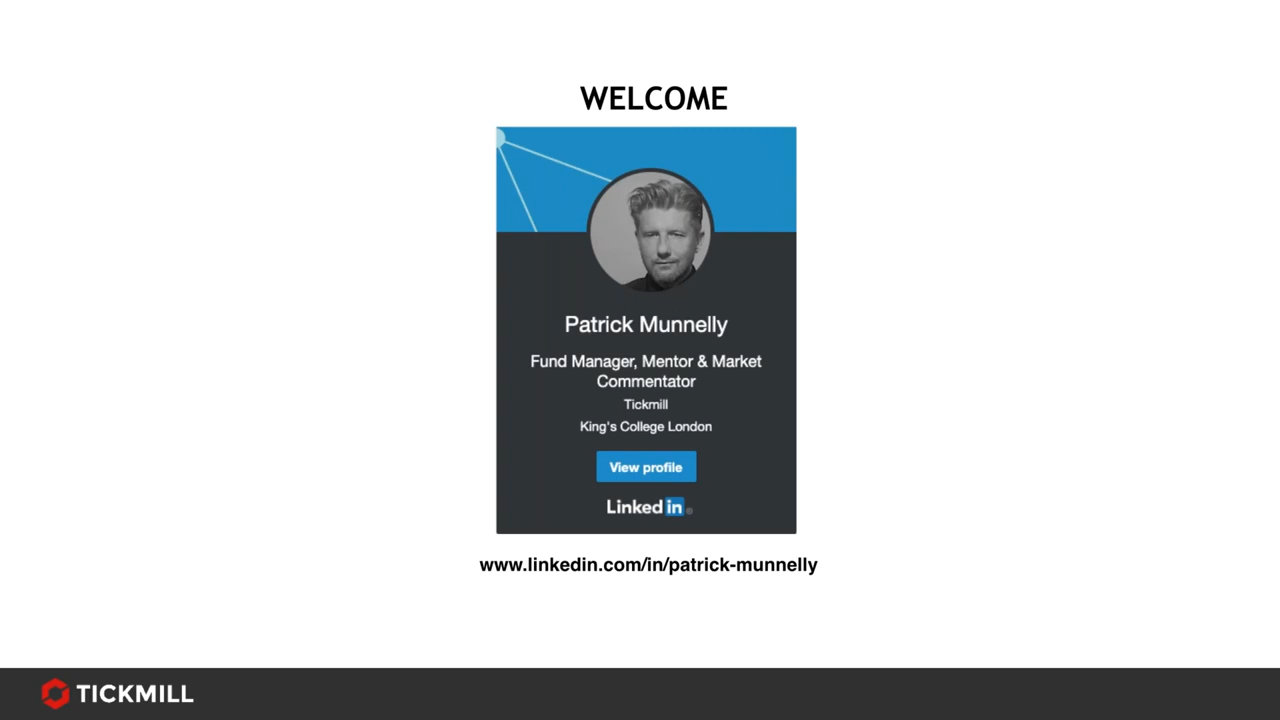 WELCOME
Patrick Munnelly
Fund Manager, Mentor & Market
Commentator
Tickmill
King's College London
View profile
Linked in ®
www.linkedin.com/in/patrick-munnelly
TICKMILL